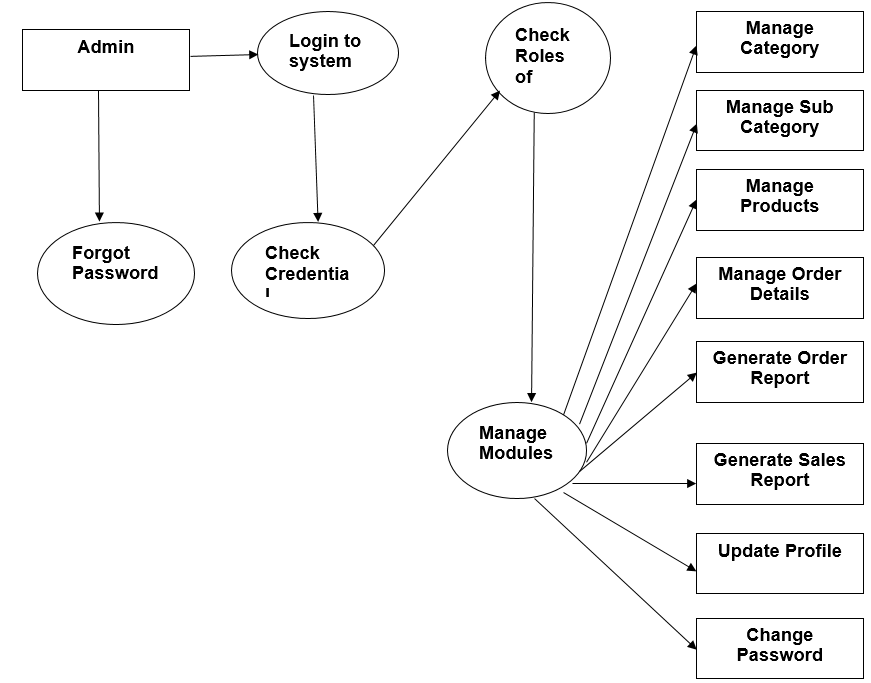 Admin
Login to
system
Check
Roles
of
Manage
Category
Manage Sub
Category
Manage
Products
Forgot
Password
Check
Credentia
l
Manage Order
Details
Generate Order
Report
Manage
Modules
Generate Sales
Report
Update Profile
Change
Password